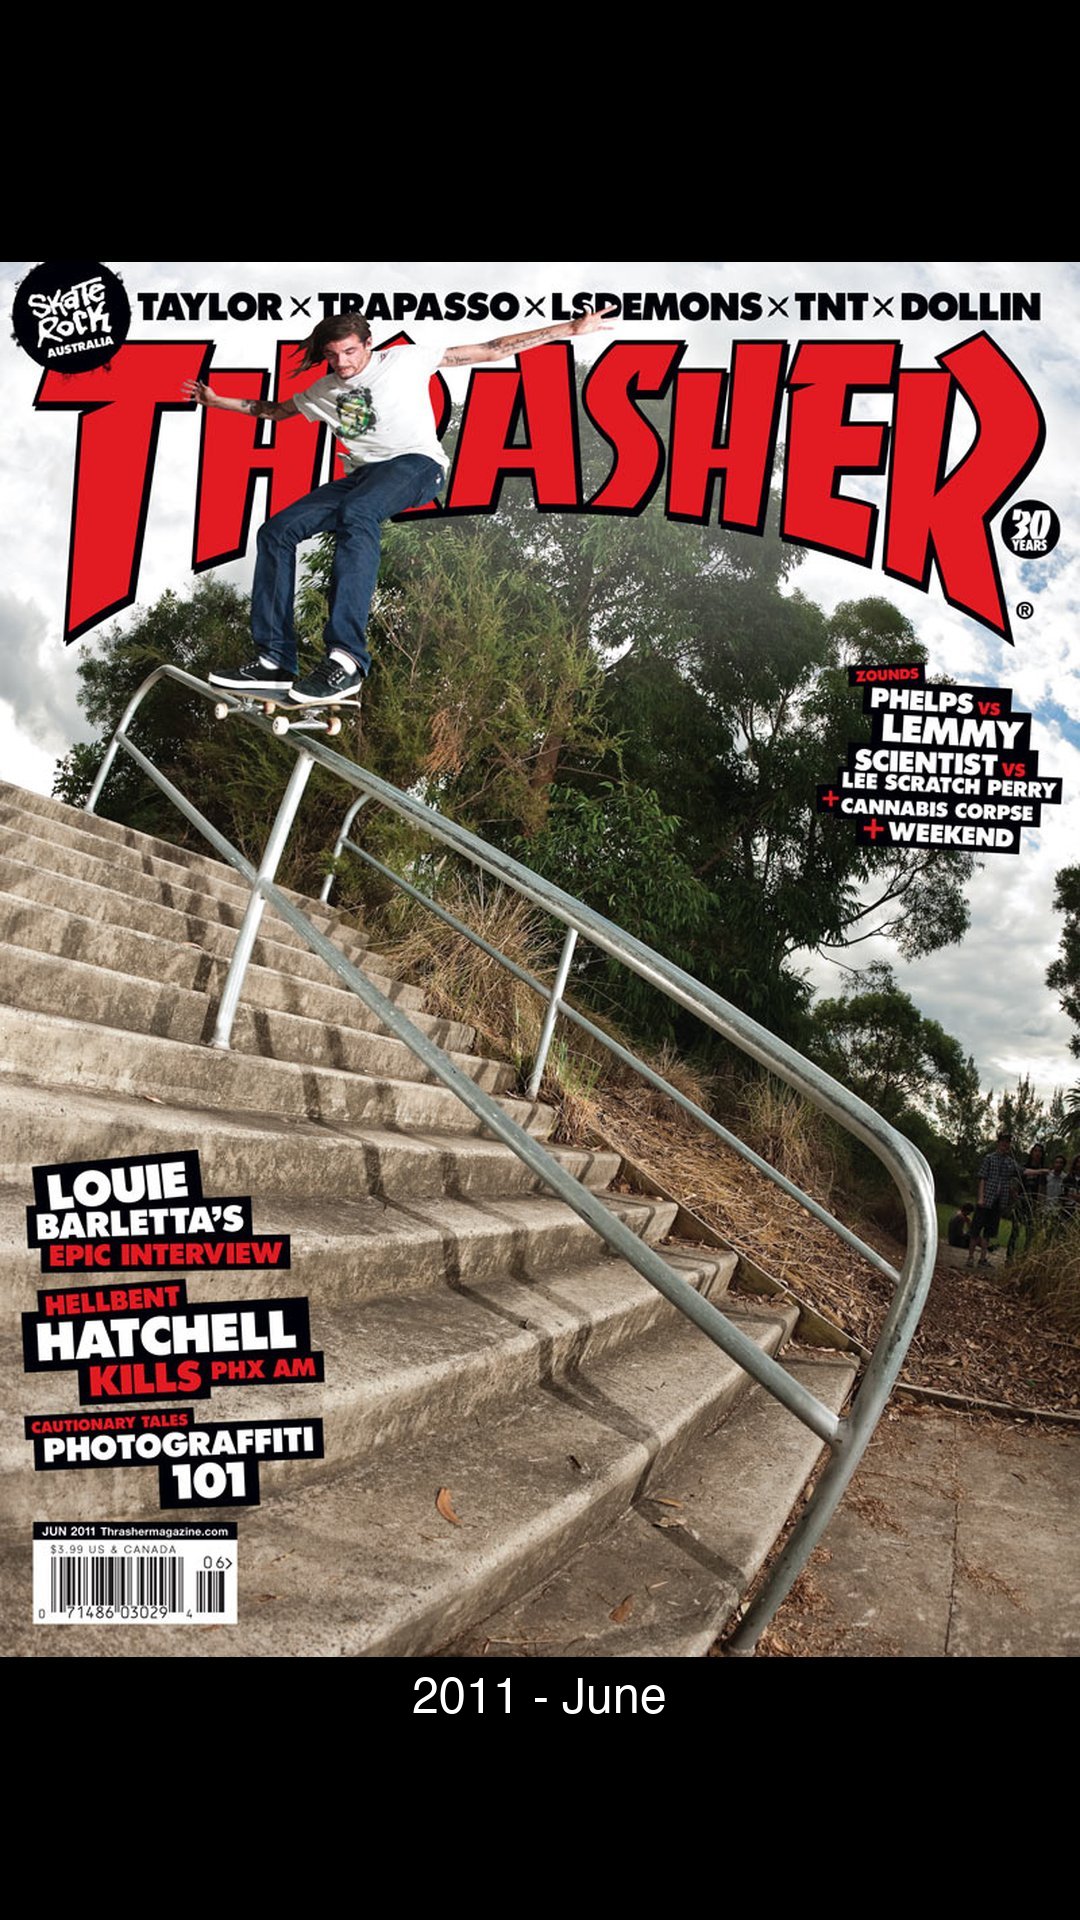 SKATE
ROCK
AUSTRALIA
TAYLOR × TRAPASSO × LSDEMONS × TNT × DOLLIN
THRASHER
'30
YEARS
®
ZOUNDS
PHELPS VS
LEMMY
SCIENTIST VS
LEE SCRATCH PERRY
+ CANNABIS CORPSE
+ WEEKEND
LOUIE
BARLETTA'S
EPIC INTERVIEW
HELLBENT
HATCHELL
KILLS PHX AM
CAUTIONARY TALES
PHOTOGRAFFITI
101
JUN 2011 Thrashermagazine.com
$3.99 US & CANADA
06>
0 71486 03029 4
2011 - June